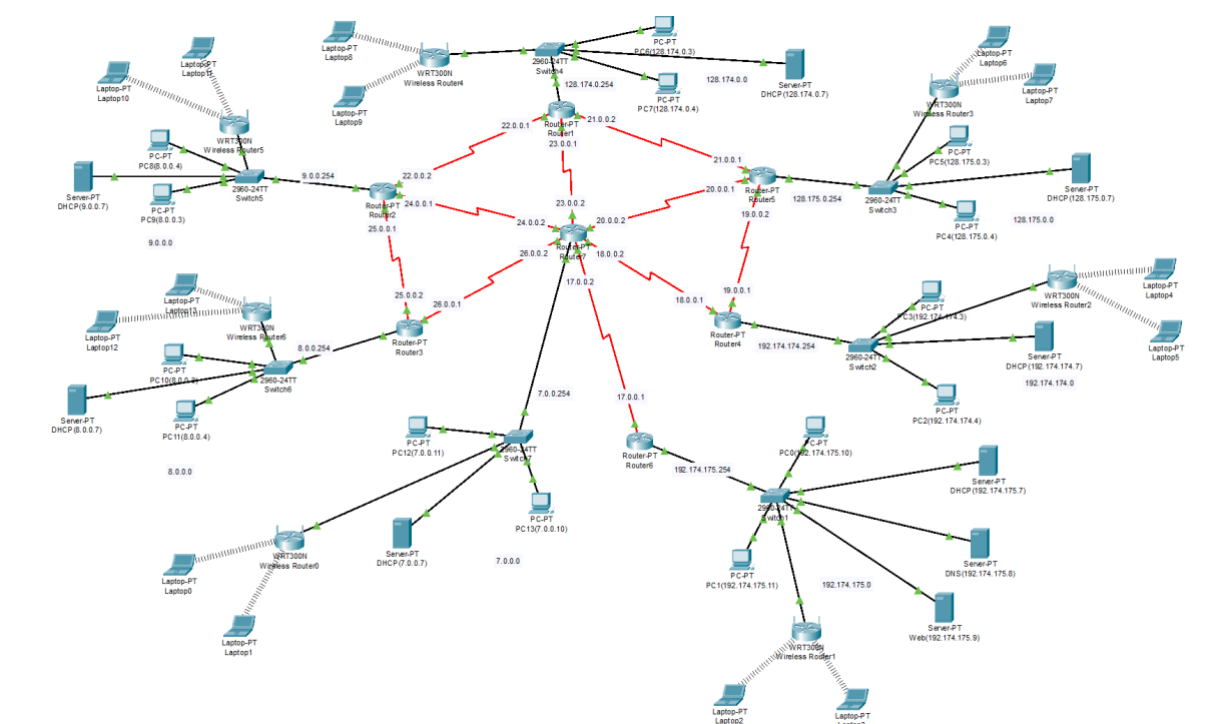 Laptop-PT
Laptop8
WRT300N
Wireless Router4
Laptop-PT
Laptop9
2960-24TT
Switch4
PC-PT
PC6(128.174.0.3)
PC-PT
PC7(128.174.0.4)
128.174.0.254
128.174.0.0
Server-PT
DHCP(128.174.0.7)
Laptop-PT
Laptop6
Laptop-PT
Laptop7
WRT300N
Wireless Router3
PC-PT
PC5(128.175.0.3)
PC-PT
PC4(128.175.0.4)
2960-24TT
Switch3
Server-PT
DHCP(128.175.0.7)
128.175.0.0
128.175.0.254
Laptop-PT
Laptop11
Laptop-PT
Laptop10
WRT300N
Wireless Router5
PC-PT
PC8(8.0.0.4)
PC-PT
PC9(8.0.0.3)
Server-PT
DHCP(9.0.0.7)
2960-24TT
Switch5
9.0.0.254
9.0.0.0
Router-PT
Router1
22.0.0.1
21.0.0.2
23.0.0.1
22.0.0.2
21.0.0.1
Router-PT
Router2
24.0.0.1
25.0.0.1
Router-PT
Router5
20.0.0.1
19.0.0.2
23.0.0.2
24.0.0.2
20.0.0.2
Router-PT
Router7
26.0.0.2
18.0.0.2
17.0.0.2
25.0.0.2
26.0.0.1
Router-PT
Router3
19.0.0.1
18.0.0.1
Router-PT
Router4
Laptop-PT
Laptop13
Laptop-PT
Laptop12
WRT300N
Wireless Router6
8.0.0.254
PC-PT
PC-PT
PC11(8.0.0.4)
2960-24TT
Switch6
Server-PT
DHCP(8.0.0.7)
8.0.0.0
192.174.174.254
PC-PT
PC3(192.174.174.3)
WRT300N
Wireless Router2
Laptop-PT
Laptop4
Laptop-PT
Laptop5
2960-24TT
Switch2
Server-PT
DHCP(192.174.174.7)
192.174.174.0
PC-PT
PC2(192.174.174.4)
7.0.0.254
17.0.0.1
PC-PT
PC12(7.0.0.11)
2960-24TT
Switch7
PC-PT
PC13(7.0.0.10)
Server-PT
DHCP(7.0.0.7)
7.0.0.0
WRT300N
Wireless Router0
Laptop-PT
Laptop0
Laptop-PT
Laptop1
Router-PT
Router6
192.174.175.254
PC-PT
PC0(192.174.175.10)
Server-PT
DHCP(192.174.175.7)
2960-24TT
Switch1
PC-PT
PC1(192.174.175.11)
Server-PT
DNS(192.174.175.8)
192.174.175.0
Server-PT
Web(192.174.175.9)
WRT300N
Wireless Router1
Laptop-PT
Laptop2
Laptop-PT